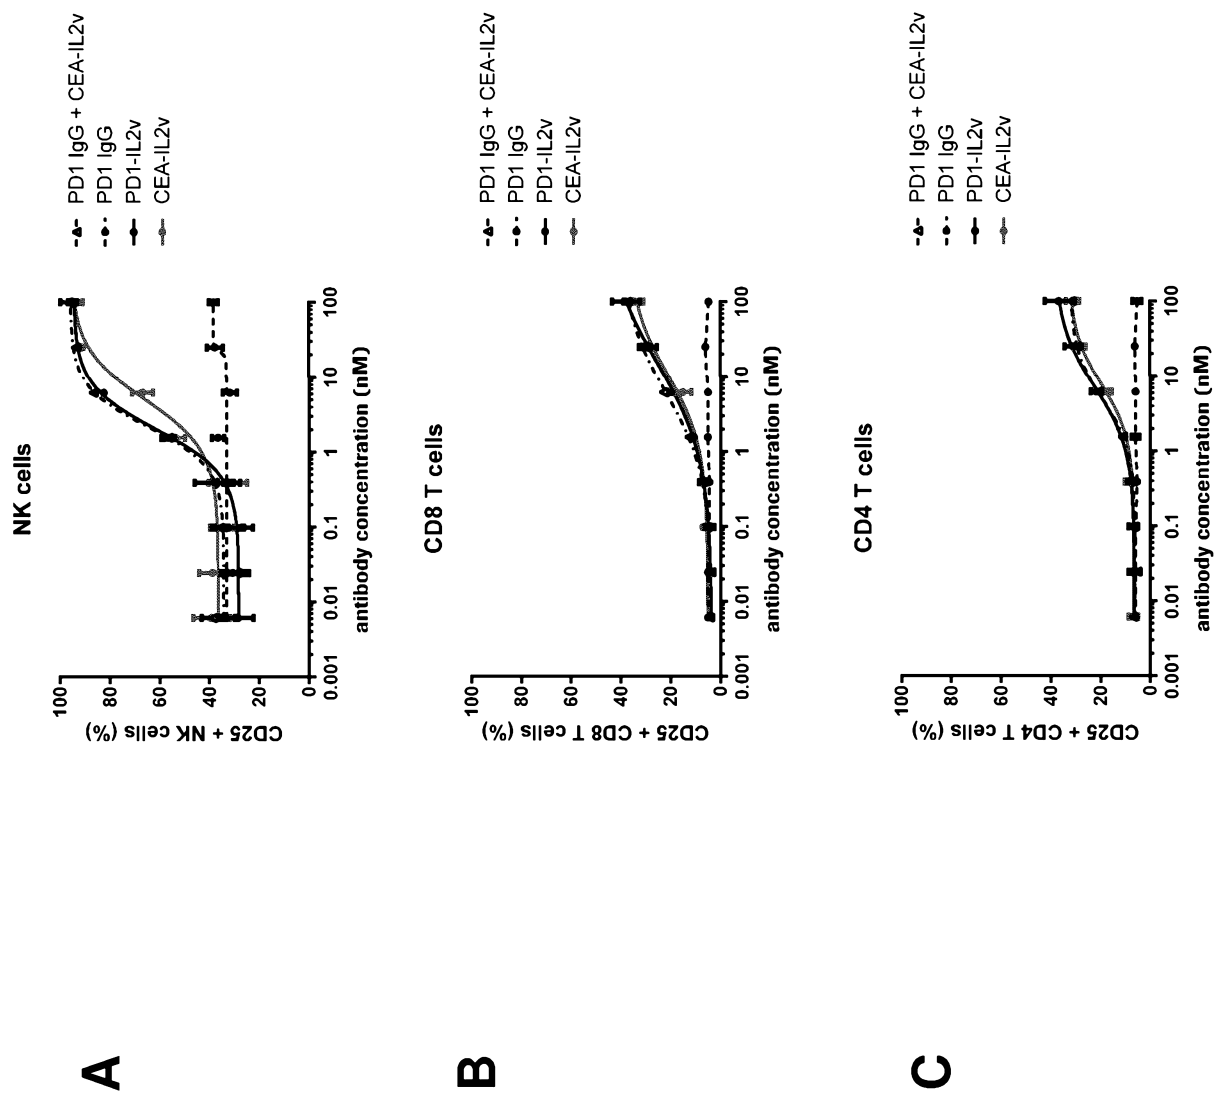 A
NK cells
CD25 + NK cells (%)
100
80
60
40
20
0
0.001
0.01
0.1
1
10
100
antibody concentration (nM)
PD1 IgG + CEA-IL2v
PD1 IgG
PD1-IL2v
CEA-IL2v
B
CD8 T cells
CD25 + CD8 T cells (%)
100
80
60
40
20
0
0.001
0.01
0.1
1
10
100
antibody concentration (nM)
PD1 IgG + CEA-IL2v
PD1 IgG
PD1-IL2v
CEA-IL2v
C
CD4 T cells
CD25 + CD4 T cells (%)
100
80
60
40
20
0
0.001
0.01
0.1
1
10
100
antibody concentration (nM)
PD1 IgG + CEA-IL2v
PD1 IgG
PD1-IL2v
CEA-IL2v